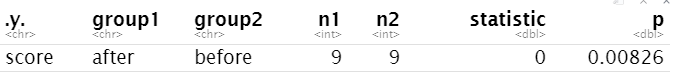 .y. group1 group2 n1 n2 statistic p
<chr> <chr> <chr> <int> <int> <dbl> <dbl>
score after before 9 9 0 0.00826